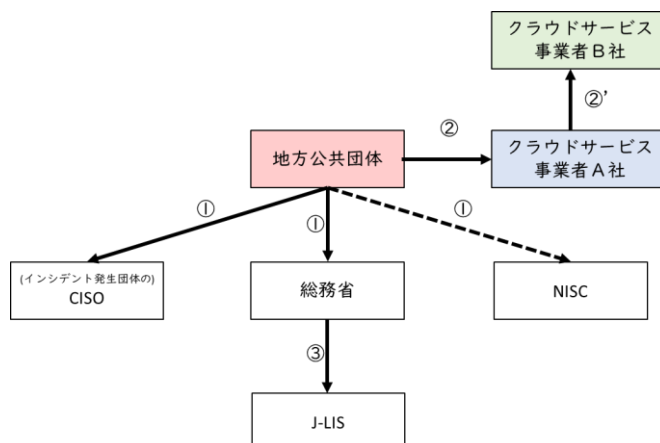 クラウドサービス
事業者B社
②’
②
地方公共団体
クラウドサービス
事業者A社
①
①
①
(インシデント発生団体の)
CISO
総務省
NISC
③
J-LIS